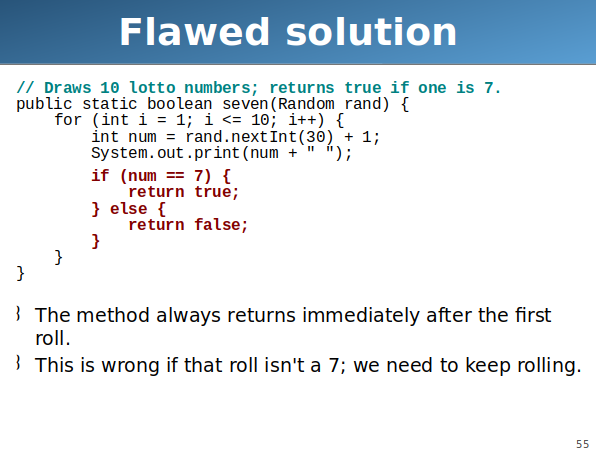 Flawed solution
// Draws 10 lotto numbers; returns true if one is 7.
public static boolean seven(Random rand) {
    for (int i = 1; i <= 10; i++) {
        int num = rand.nextInt(30) + 1;
        System.out.print(num + " ");
        if (num == 7) {
            return true;
        } else {
            return false;
        }
    }
}
The method always returns immediately after the first
roll.
This is wrong if that roll isn't a 7; we need to keep rolling.
55